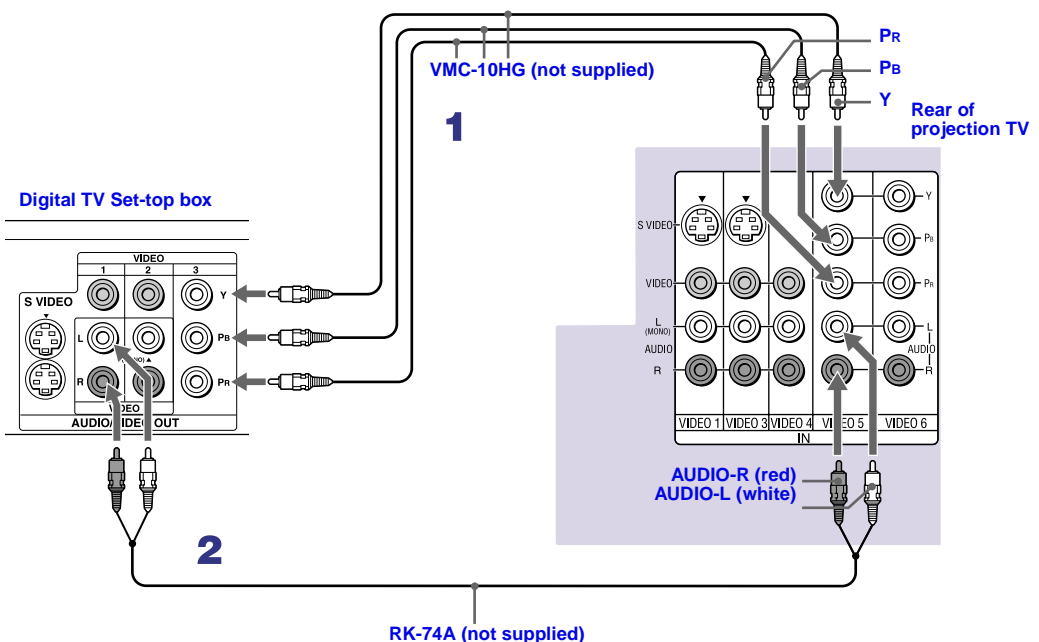 PR
VMC-10HG (not supplied)
PB
Y
1
Rear of
projection TV
Digital TV Set-top box
VIDEO
1 2 3
S VIDEO
Y
L
PB
R
PR
AUDIO/VIDEO OUT
Y
S VIDEO
PB
VIDEO
PR
L
(MONO)
L
AUDIO
AUDIO
R
R
VIDEO 1 VIDEO 3 VIDEO 4 VIDEO 5 VIDEO 6
IN
AUDIO-R (red)
AUDIO-L (white)
2
RK-74A (not supplied)